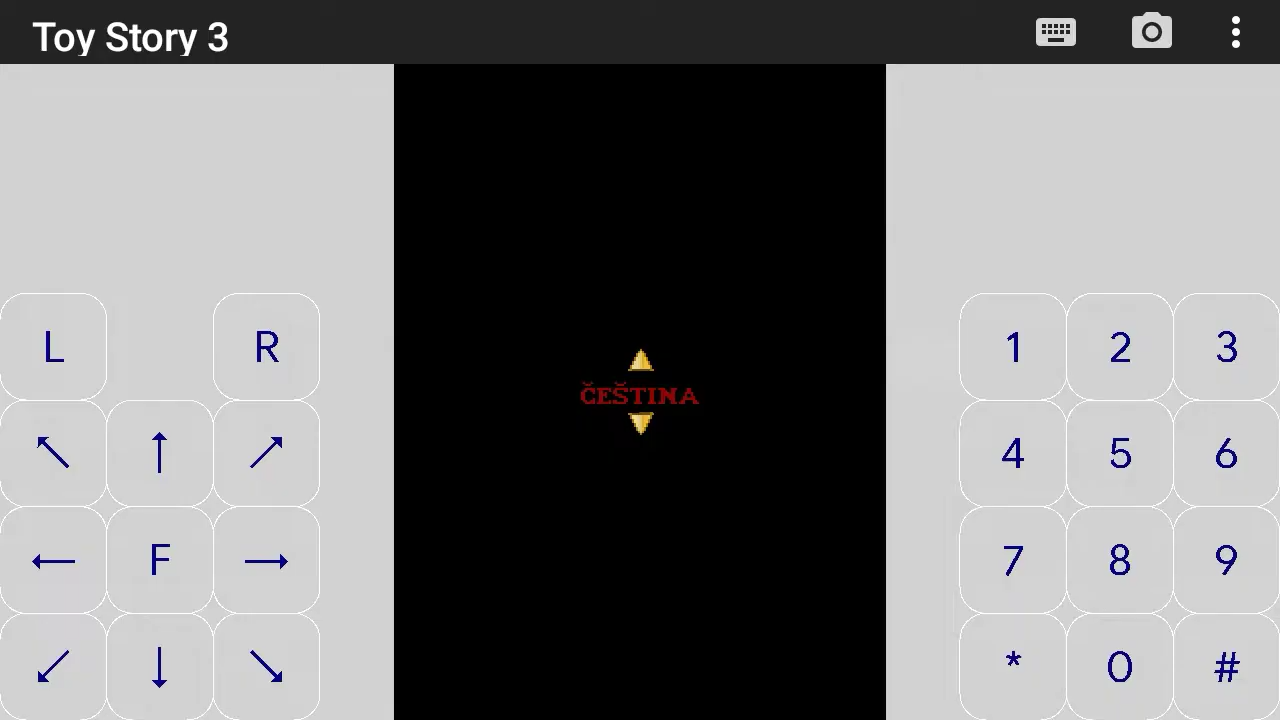 Toy Story 3
ČEŠTINA
L R
1 2 3
↖ ↑ ↗
4 5 6
← F →
7 8 9
↙ ↓ ↘
* 0 #